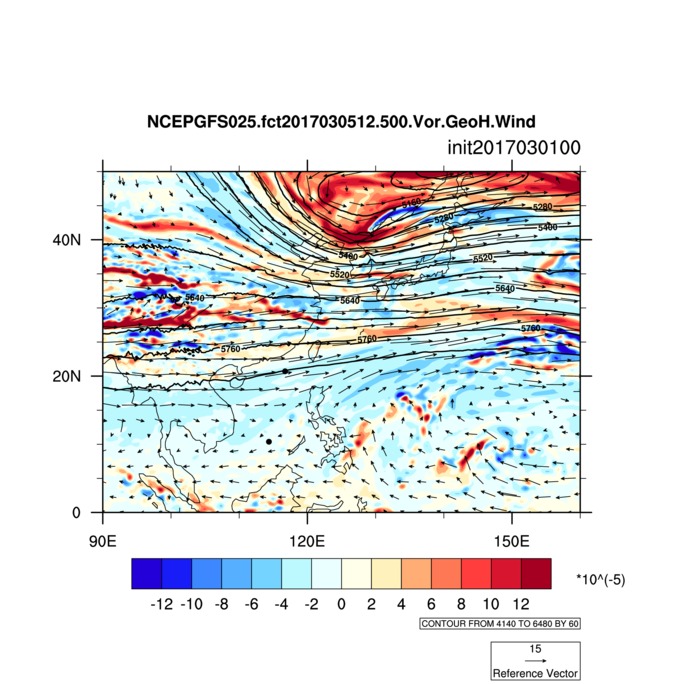 NCEPGFS025.fct2017030512.500.Vor.GeoH.Wind
init2017030100
5160
5280
5280
5400
40N
5400
5520
5520
5640
5640
5640
5760
5760
5760
20N
0
90E 120E 150E
-12 -10 -8 -6 -4 -2 0 2 4 6 8 10 12
*10^(-5)
CONTOUR FROM 4140 TO 6480 BY 60
15
Reference Vector